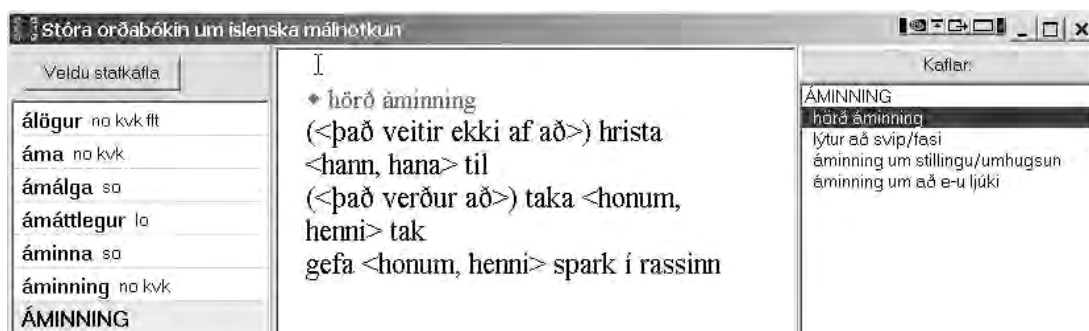 Stóra orðabókin um íslenska málnotkun
Veldu stafkafla
álögur no kvk flt
áma no kvk
ámálga so
ámáttlegur lo
áminna so
áminning no kvk
ÁMINNING
hörð áminning
(<það veitir ekki af að>) hrista
<hann, hana> til
(<það verður að>) taka <honum,
henni> tak
gefa <honum, henni> spark í rassinn
Kaflar:
ÁMINNING
hörð áminning
lýtur að svip/fasi
áminning um stillingu/umhugsun
áminning um að e-u ljúki